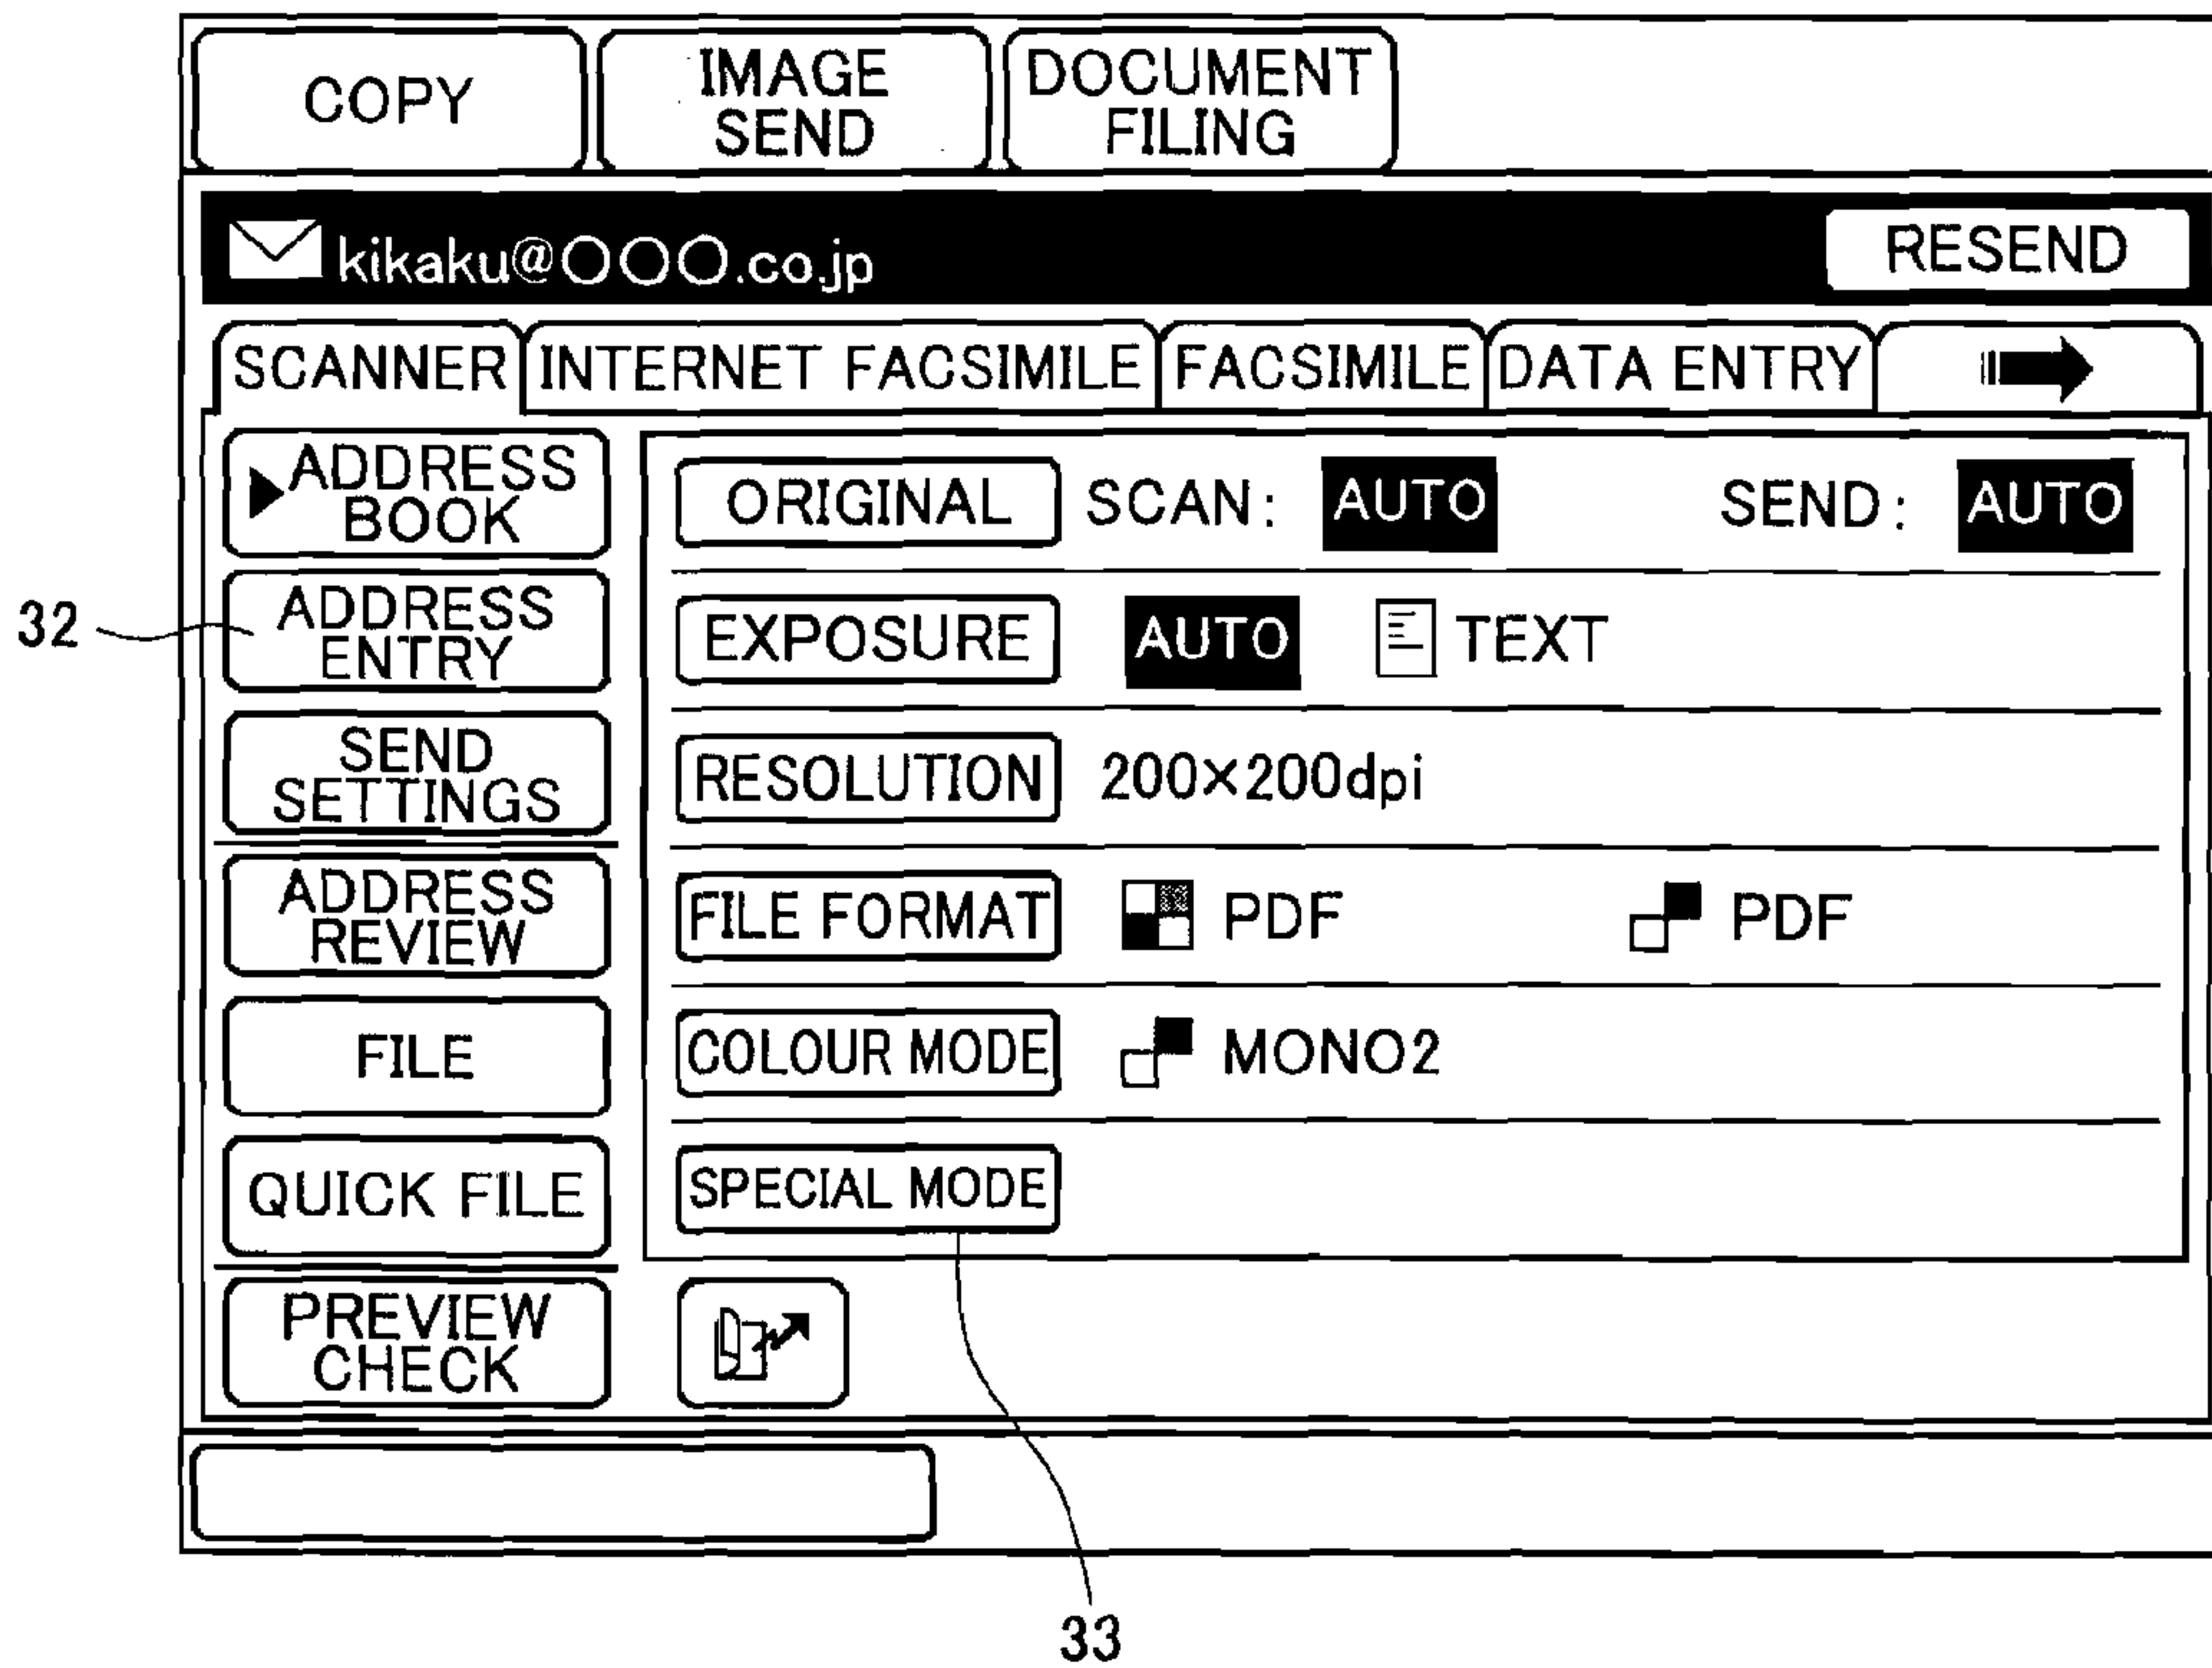 COPY
IMAGE
SEND
DOCUMENT
FILING
kikaku@○○○.co.jp
RESEND
SCANNER
INTERNET FACSIMILE
FACSIMILE
DATA ENTRY
ADDRESS
BOOK
ORIGINAL
SCAN:
AUTO
SEND:
AUTO
32
ADDRESS
ENTRY
EXPOSURE
AUTO
TEXT
SEND
SETTINGS
RESOLUTION
200×200dpi
ADDRESS
REVIEW
FILE FORMAT
PDF
PDF
FILE
COLOUR MODE
MONO2
QUICK FILE
SPECIAL MODE
PREVIEW
CHECK
33